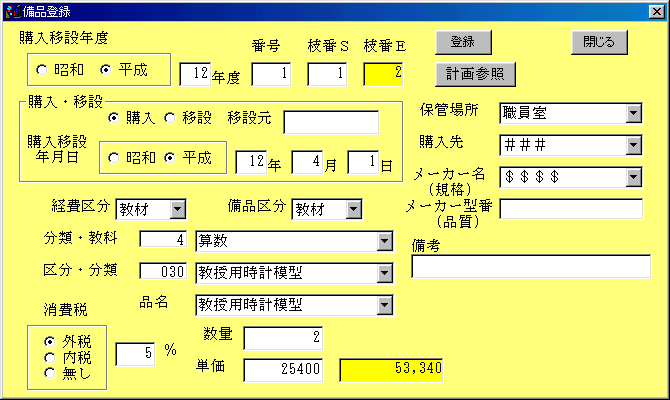 備品登録
購入移設年度
番号 枝番S 枝番E
登録 閉じる
昭和 平成 12 年度 1 1 2
計画参照
購入・移設
購入 移設 移設元
保管場所 職員室
購入移設
年月日
昭和 平成 12 年 4 月 1 日
購入先 ###
メーカー名
(規格)
$$$$
経費区分 教材 備品区分 教材
メーカー型番
(品質)
分類・教科 4 算数
備考
区分・分類 030 教授用時計模型
消費税 品名 教授用時計模型
外税
内税
無し
5 %
数量 2
単価 25400 53,340